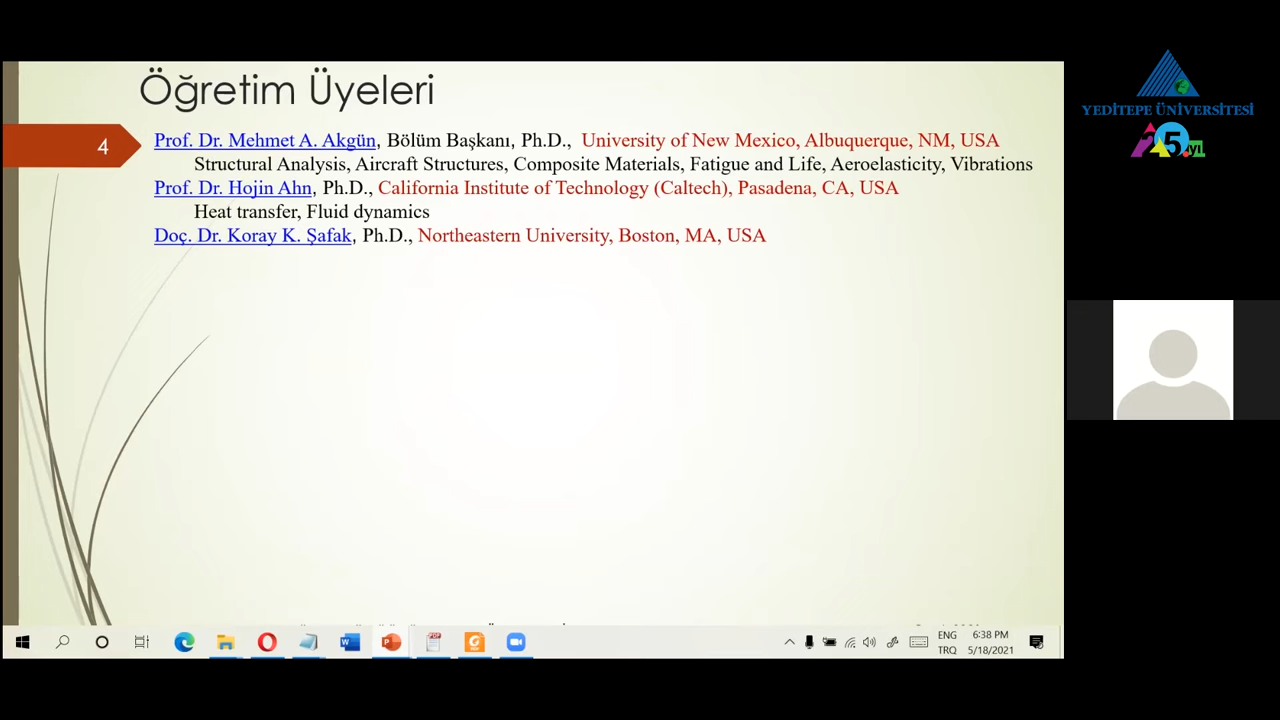 Öğretim Üyeleri
4
Prof. Dr. Mehmet A. Akgün, Bölüm Başkanı, Ph.D., University of New Mexico, Albuquerque, NM, USA
Structural Analysis, Aircraft Structures, Composite Materials, Fatigue and Life, Aeroelasticity, Vibrations
Prof. Dr. Hojin Ahn, Ph.D., California Institute of Technology (Caltech), Pasadena, CA, USA
Heat transfer, Fluid dynamics
Doç. Dr. Koray K. Şafak, Ph.D., Northeastern University, Boston, MA, USA
YEDİTEPE ÜNİVERSİTESİ
ENG 6:38 PM
TRQ 5/18/2021